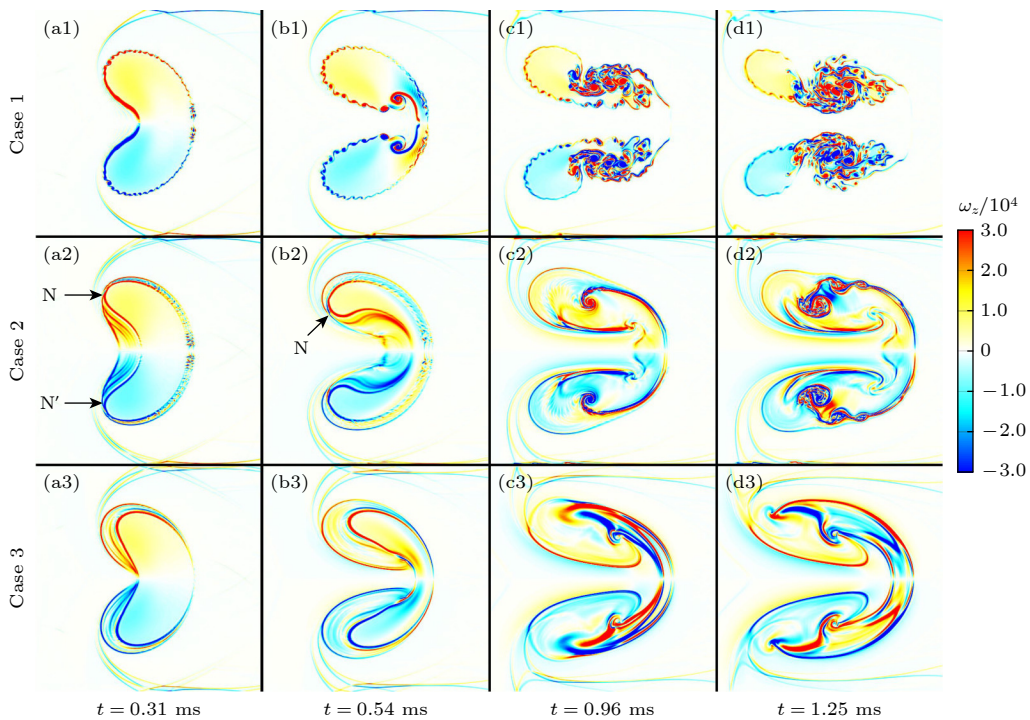 (a1) (b1) (c1) (d1)
Case 1
(a2) (b2) (c2) (d2)
N
N
N′
Case 2
(a3) (b3) (c3) (d3)
Case 3
t = 0.31 ms t = 0.54 ms t = 0.96 ms t = 1.25 ms
ω_z/10⁴
3.0
2.0
1.0
0
−1.0
−2.0
−3.0